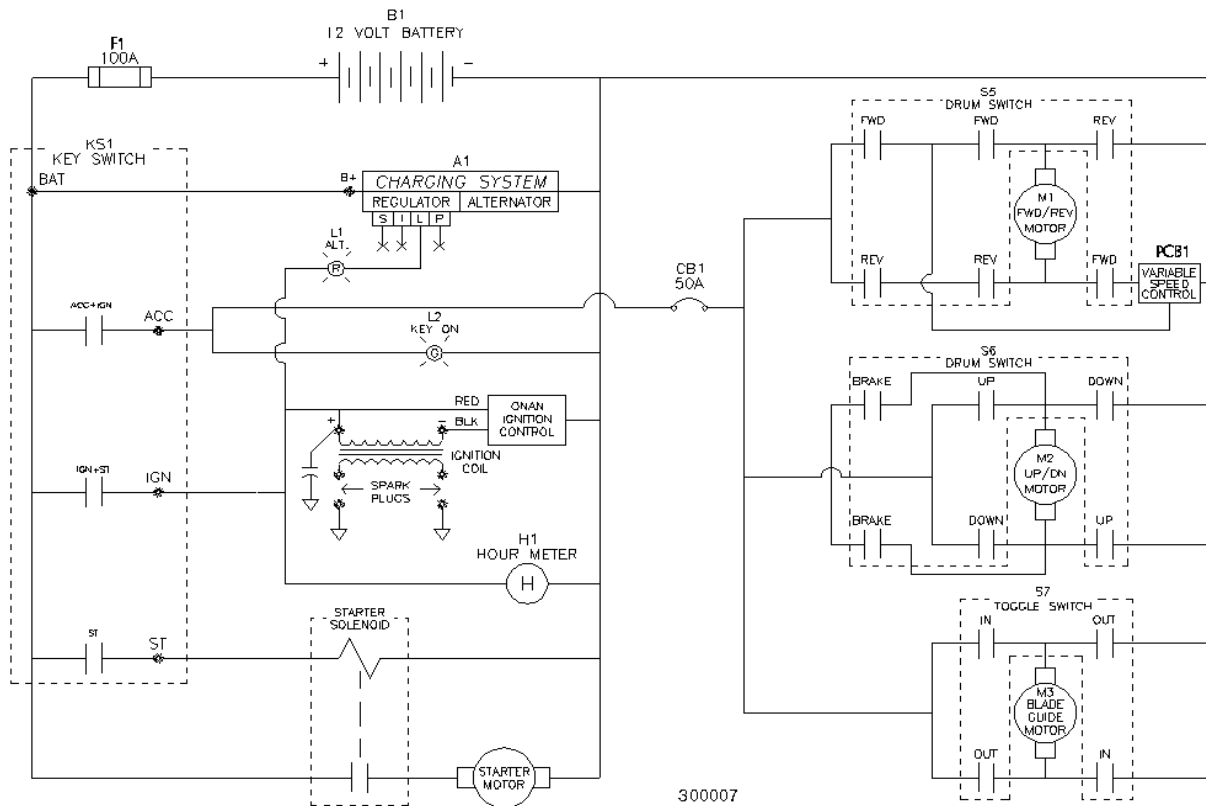 B1
12 VOLT BATTERY
F1
100A
+
-
KS1
KEY SWITCH
BAT
A1
B+
CHARGING SYSTEM
REGULATOR
ALTERNATOR
S
I
L
P
L1
ALT.
R
ACC+IGN
ACC
L2
KEY ON
G
CB1
50A
RED
BLK
+
-
ONAN
IGNITION
CONTROL
IGNITION
COIL
IGN+ST
IGN
SPARK
PLUGS
H1
HOUR METER
H
STARTER
SOLENOID
ST
ST
STARTER
MOTOR
S5
DRUM SWITCH
FWD
FWD
REV
M1
FWD/REV
MOTOR
REV
REV
FWD
PCB1
VARIABLE
SPEED
CONTROL
S6
DRUM SWITCH
BRAKE
UP
DOWN
M2
UP/DN
MOTOR
BRAKE
DOWN
UP
S7
TOGGLE SWITCH
IN
OUT
M3
BLADE
GUIDE
MOTOR
OUT
IN
300007